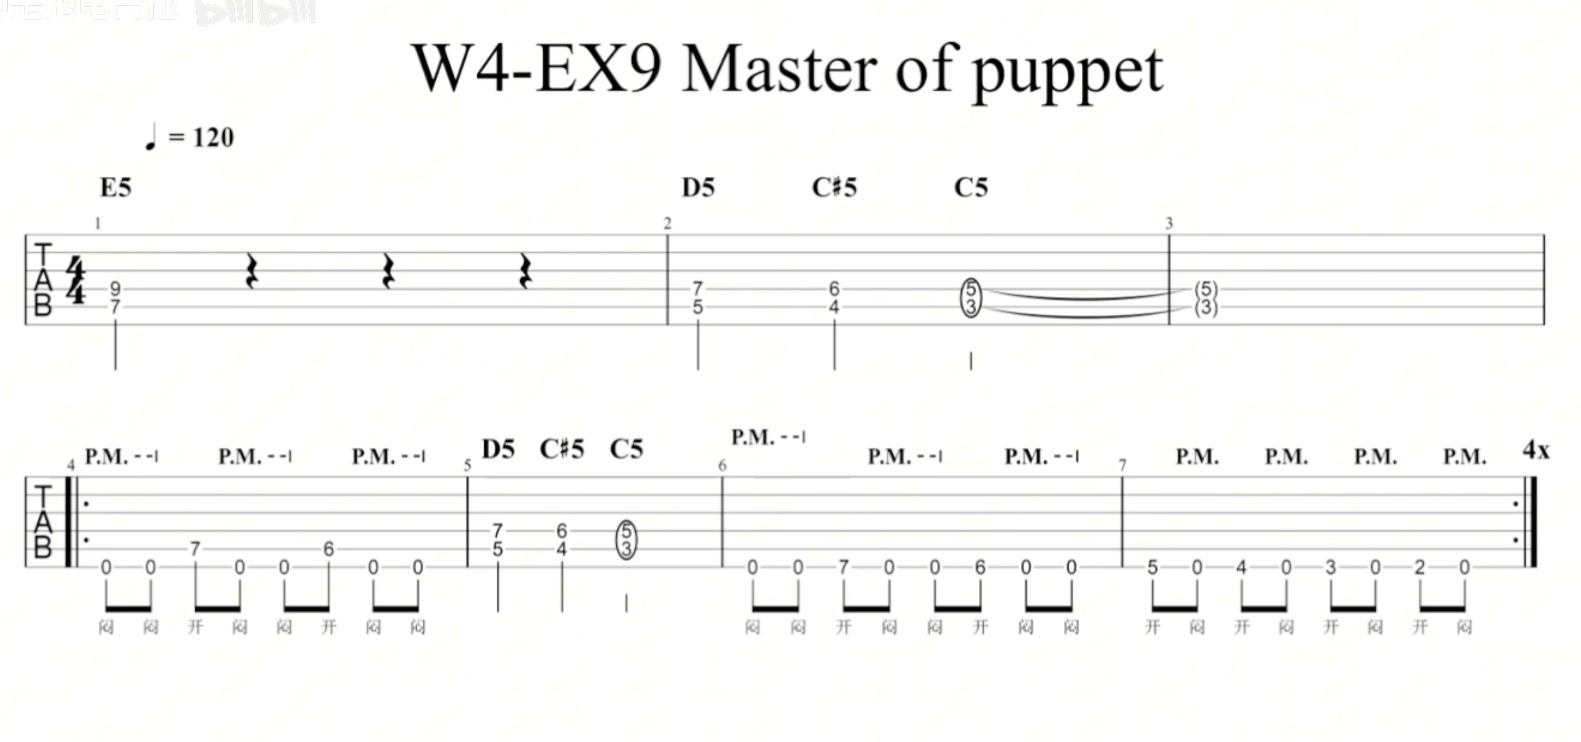 bilibili
W4-EX9 Master of puppet
♩ = 120
E5 D5 C#5 C5
1 2 3
T A B 4/4
9 7 6 5 (5)
7 5 4 3 (3)
P.M. - -| P.M. - -| P.M. - -| D5 C#5 C5 P.M. - -| P.M. - -| P.M. - -| P.M. P.M. P.M. P.M. 4x
4 5 6 7
T A B
7 6 5
7 6 5 4 3
0 0 0 0 0 0 0 0 7 0 0 6 0 0 5 0 4 0 3 0 2 0
闷 闷 开 闷 闷 开 闷 闷 闷 闷 开 闷 闷 开 闷 闷 开 闷 开 闷 开 闷 开 闷